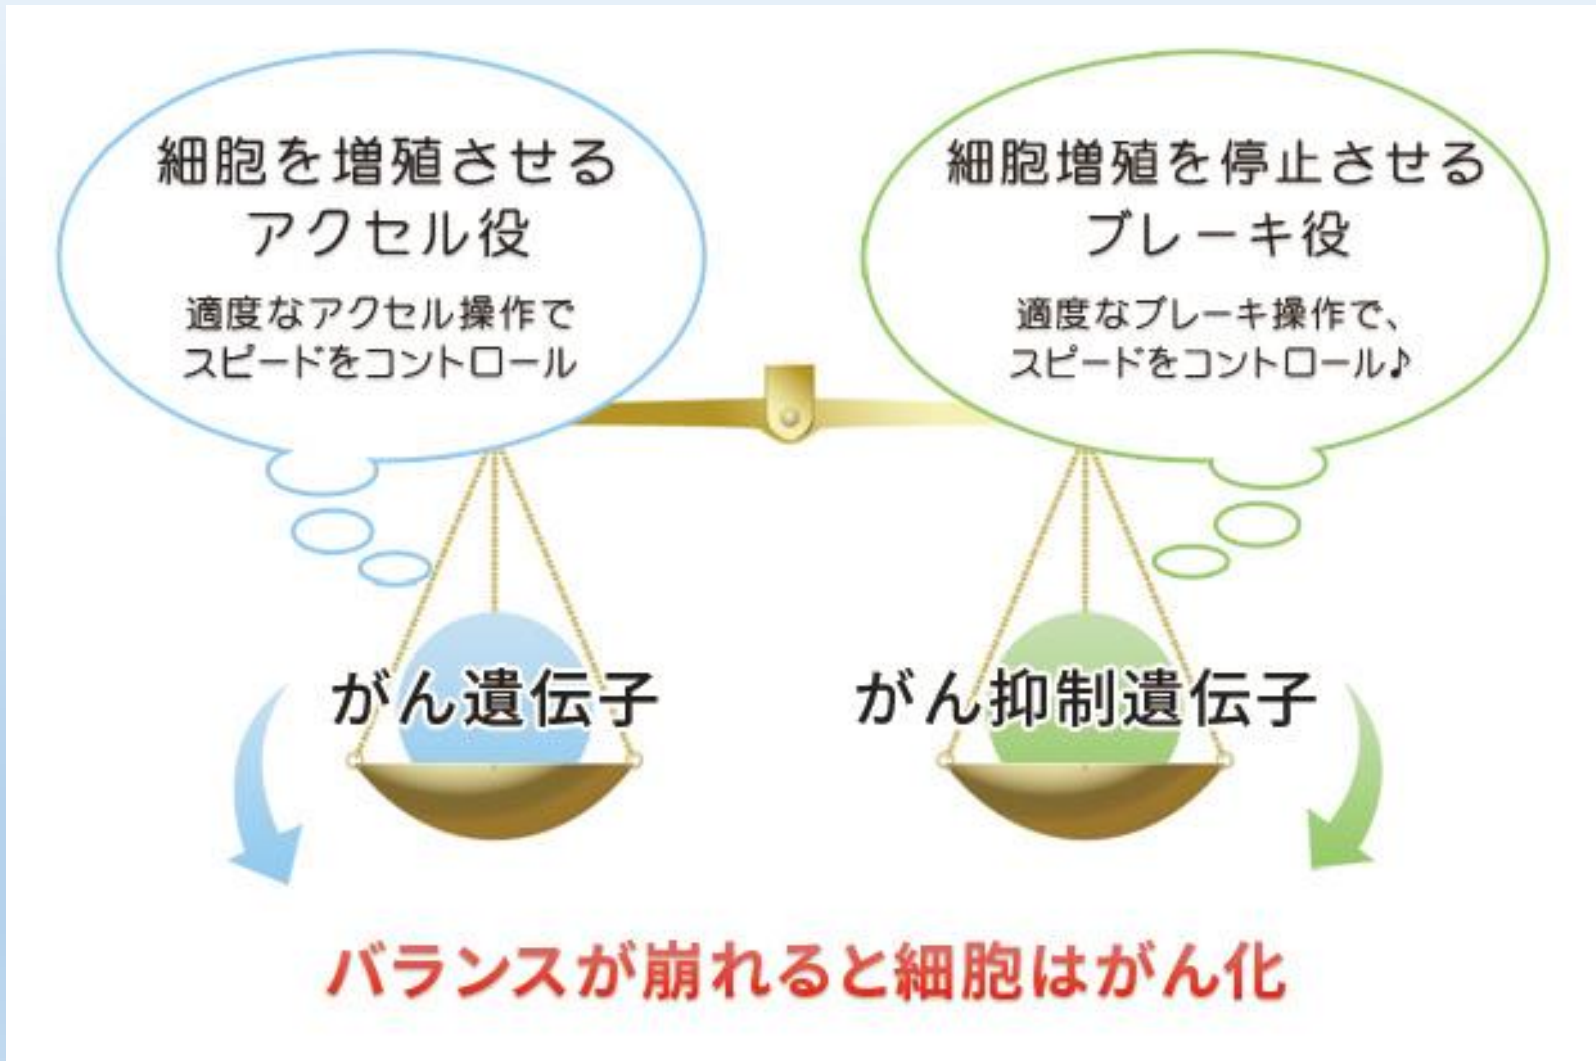 細胞を増殖させる
アクセル役
適度なアクセル操作で
スピードをコントロール
細胞増殖を停止させる
ブレーキ役
適度なブレーキ操作で、
スピードをコントロール♪
がん遺伝子
がん抑制遺伝子
バランスが崩れると細胞はがん化